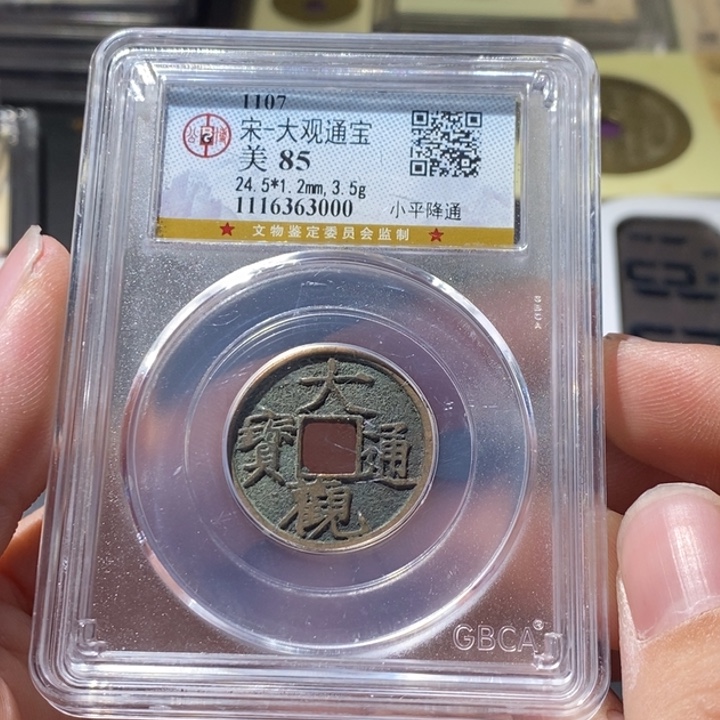 1107
宋-大观通宝
美 85
24.5*1.2mm, 3.5g
1116363000 小平降通
★ 文物鉴定委员会监制 ★
大
寶 通
觀
GBCA®